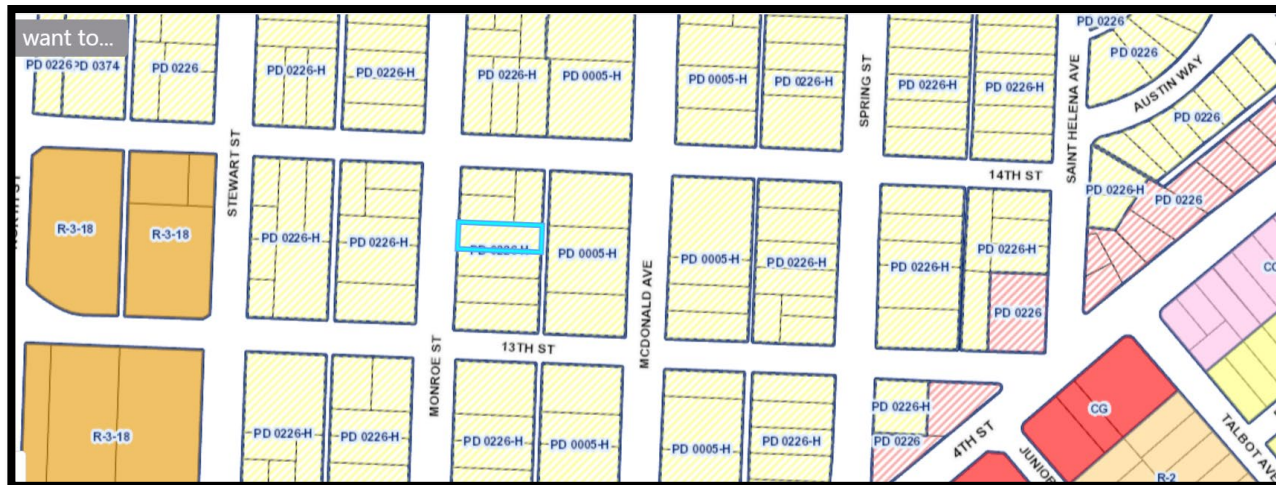 want to...
PD 0226
PD 0374
PD 0226
PD 0226-H
PD 0226-H
PD 0226-H
PD 0005-H
PD 0005-H
PD 0226-H
SPRING ST
PD 0226-H
PD 0226-H
SAINT HELENA AVE
PD 0226
PD 0226
AUSTIN WAY
PD 0226
14TH ST
STEWART ST
R-3-18
R-3-18
PD 0226-H
PD 0226-H
PD 0226-H
PD 0005-H
PD 0005-H
PD 0226-H
PD 0226-H
PD 0226-H
PD 0226
PD 0226-H
PD 0226
MONROE ST
13TH ST
MCDONALD AVE
R-3-18
PD 0226-H
PD 0226-H
PD 0226-H
PD 0005-H
PD 0005-H
PD 0226-H
PD 0226-H
PD 0226
4TH ST
JUNIOR
CG
R-2
TALBOT AVE